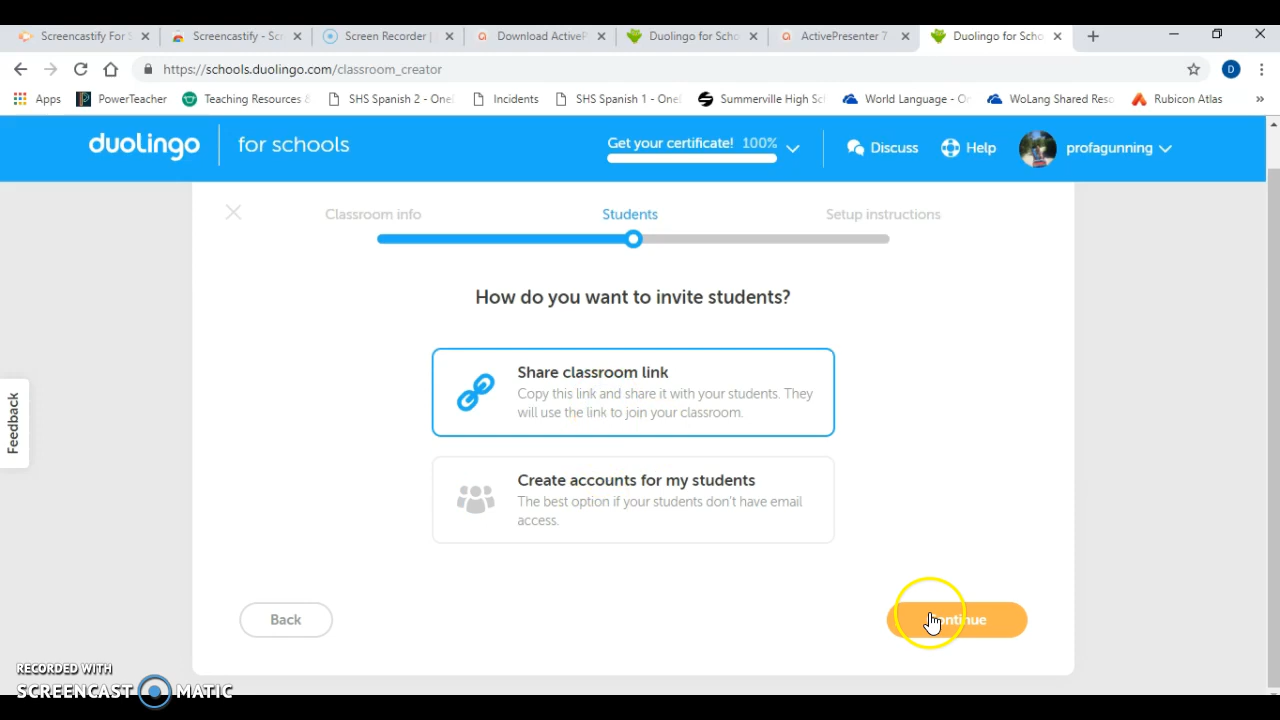 Screencastify For S
Screencastify - Scr
Screen Recorder |
Download ActiveP
Duolingo for Scho
ActivePresenter 7
Duolingo for Scho
https://schools.duolingo.com/classroom_creator
D
Apps
PowerTeacher
Teaching Resources &
SHS Spanish 2 - One
Incidents
SHS Spanish 1 - One
Summerville High Sc
World Language - O
WoLang Shared Reso
Rubicon Atlas
»
duolingo
for schools
Get your certificate! 100%
Discuss
Help
profagunning
Classroom info
Students
Setup instructions
How do you want to invite students?
Share classroom link
Copy this link and share it with your students. They
will use the link to join your classroom.
Create accounts for my students
The best option if your students don't have email
access.
Feedback
Back
Continue
RECORDED WITH
SCREENCAST MATIC